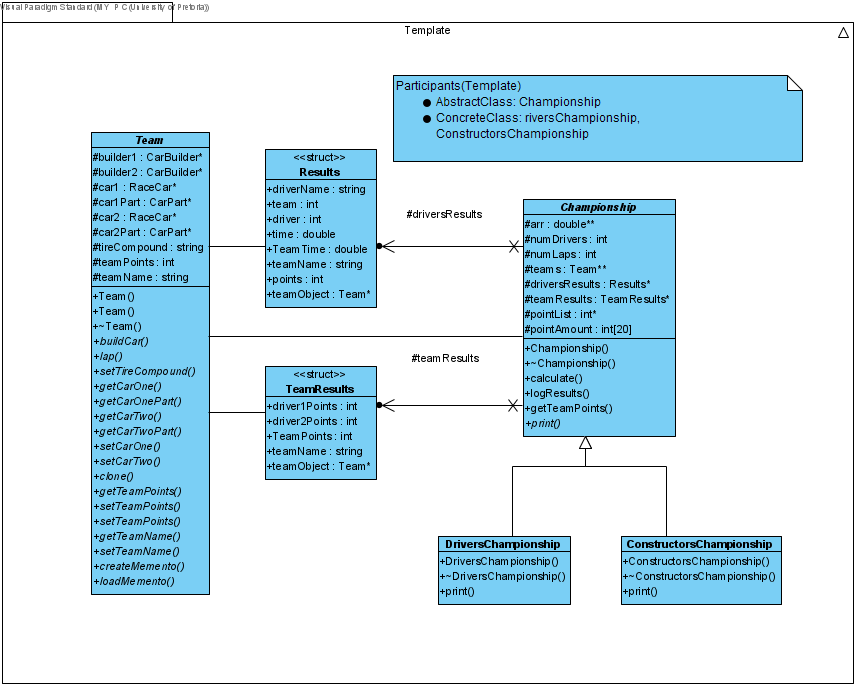 Visual Paradigm Standard(MY P C(University of Pretoria))
Template
Participants(Template)
● AbstractClass: Championship
● ConcreteClass: riversChampionship,
ConstructorsChampionship
Team
#builder1 : CarBuilder*
#builder2 : CarBuilder*
#car1 : RaceCar*
#car1Part : CarPart*
#car2 : RaceCar*
#car2Part : CarPart*
#tireCompound : string
#teamPoints : int
#teamName : string
+Team()
+Team()
+~Team()
+buildCar()
+lap()
+setTireCompound()
+getCarOne()
+getCarOnePart()
+getCarTwo()
+getCarTwoPart()
+setCarOne()
+setCarTwo()
+clone()
+getTeamPoints()
+setTeamPoints()
+setTeamPoints()
+getTeamName()
+setTeamName()
+createMemento()
+loadMemento()
<<struct>>
Results
+driverName : string
+team : int
+driver : int
+time : double
+TeamTime : double
+teamName : string
+points : int
+teamObject : Team*
#driversResults
<<struct>>
TeamResults
+driver1Points : int
+driver2Points : int
+TeamPoints : int
+teamName : string
+teamObject : Team*
#teamResults
Championship
#arr : double**
#numDrivers : int
#numLaps : int
#teams : Team**
#driversResults : Results*
#teamResults : TeamResults*
#pointList : int*
#pointAmount : int[20]
+Championship()
+~Championship()
+calculate()
+logResults()
+getTeamPoints()
+print()
DriversChampionship
+DriversChampionship()
+~DriversChampionship()
+print()
ConstructorsChampionship
+ConstructorsChampionship()
+~ConstructorsChampionship()
+print()